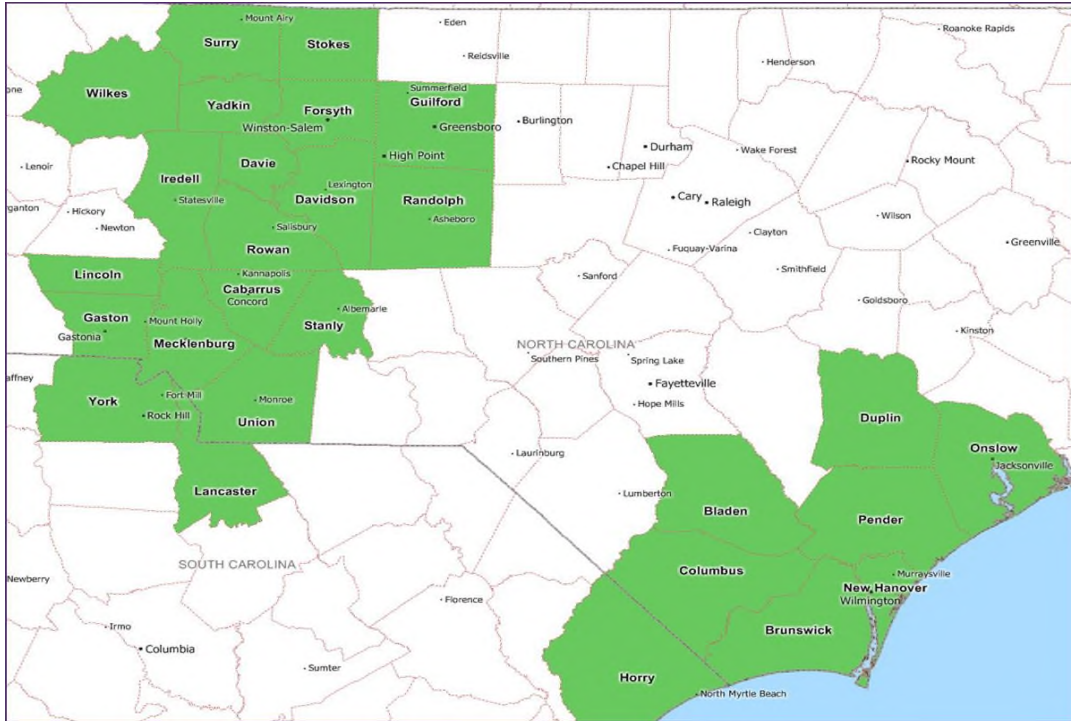 Mount Airy
Eden
Roanoke Rapids
Surry
Stokes
Reidsville
Henderson
Wilkes
Summerfield
Yadkin
Forsyth
Guilford
Winston-Salem
Greensboro
Burlington
Durham
Wake Forest
High Point
Chapel Hill
Rocky Mount
Lenoir
Davie
Iredell
Lexington
Davidson
Randolph
Cary
Raleigh
Statesville
Hickory
Asheboro
Wilson
Newton
Salisbury
Clayton
Greenville
Rowan
Fuquay-Varina
Lincoln
Kannapolis
Smithfield
Sanford
Cabarrus
Concord
Goldsboro
Gaston
Mount Holly
Albemarle
Stanly
Gastonia
Mecklenburg
Kinston
NORTH CAROLINA
Southern Pines
Spring Lake
affney
Fayetteville
York
Fort Mill
Monroe
Hope Mills
Rock Hill
Union
Duplin
Onslow
Laurinburg
Jacksonville
Lancaster
Lumberton
Bladen
Pender
SOUTH CAROLINA
Columbus
Newberry
Murraysville
New Hanover
Wilmington
Florence
Irmo
Brunswick
Columbia
Sumter
Horry
North Myrtle Beach
one
rganton